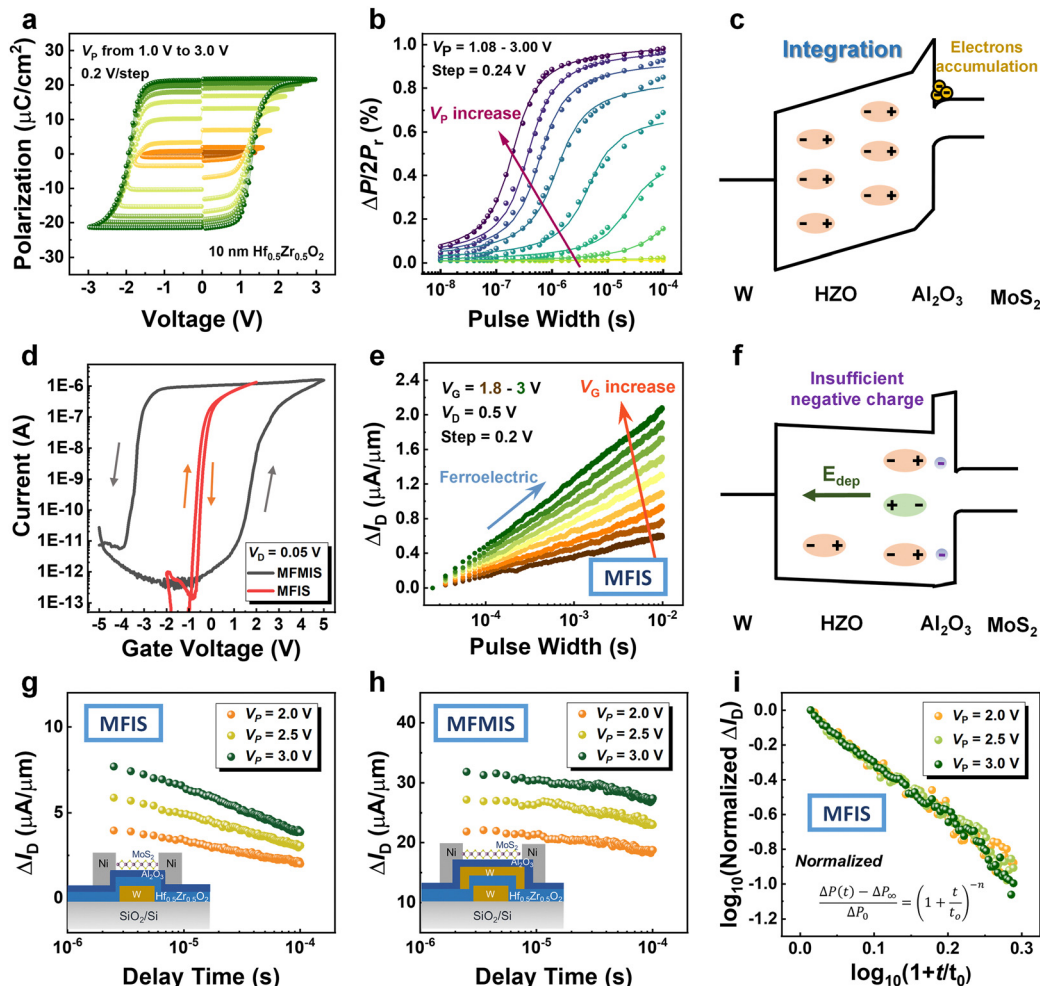 a
V_P from 1.0 V to 3.0 V
0.2 V/step
10 nm Hf0.5Zr0.5O2
Polarization (μC/cm²)
30
20
10
0
-10
-20
-30
-3 -2 -1 0 1 2 3
Voltage (V)
b
V_P = 1.08 - 3.00 V
Step = 0.24 V
V_P increase
ΔP/2P_r (%)
1.0
0.8
0.6
0.4
0.2
0.0
10⁻⁸ 10⁻⁷ 10⁻⁶ 10⁻⁵ 10⁻⁴
Pulse Width (s)
c
Integration
Electrons
accumulation
W HZO Al2O3 MoS2
d
Current (A)
1E-6
1E-7
1E-8
1E-9
1E-10
1E-11
1E-12
1E-13
V_D = 0.05 V
MFMIS
MFIS
-5 -4 -3 -2 -1 0 1 2 3 4 5
Gate Voltage (V)
e
V_G = 1.8 - 3 V
V_D = 0.5 V
Step = 0.2 V
V_G increase
Ferroelectric
MFIS
ΔI_D (μA/μm)
2.4
2.0
1.6
1.2
0.8
0.4
0.0
10⁻⁴ 10⁻³ 10⁻²
Pulse Width (s)
f
Insufficient
negative charge
E_dep
W HZO Al2O3 MoS2
g
MFIS
V_P = 2.0 V
V_P = 2.5 V
V_P = 3.0 V
ΔI_D (μA/μm)
10
5
0
MoS2
Ni Ni
Al2O3
W
Hf0.5Zr0.5O2
SiO2/Si
10⁻⁶ 10⁻⁵ 10⁻⁴
Delay Time (s)
h
MFMIS
V_P = 2.0 V
V_P = 2.5 V
V_P = 3.0 V
ΔI_D (μA/μm)
40
30
20
10
MoS2
Ni Ni
Al2O3
W
W
Hf0.5Zr0.5O2
SiO2/Si
10⁻⁶ 10⁻⁵ 10⁻⁴
Delay Time (s)
i
V_P = 2.0 V
V_P = 2.5 V
V_P = 3.0 V
MFIS
Normalized
(ΔP(t) − ΔP∞)/ΔP0 = (1 + t/to)^−n
log10(Normalized ΔI_D)
0.0
-0.2
-0.4
-0.6
-0.8
-1.0
-1.2
0.0 0.1 0.2 0.3
log10(1+t/t0)